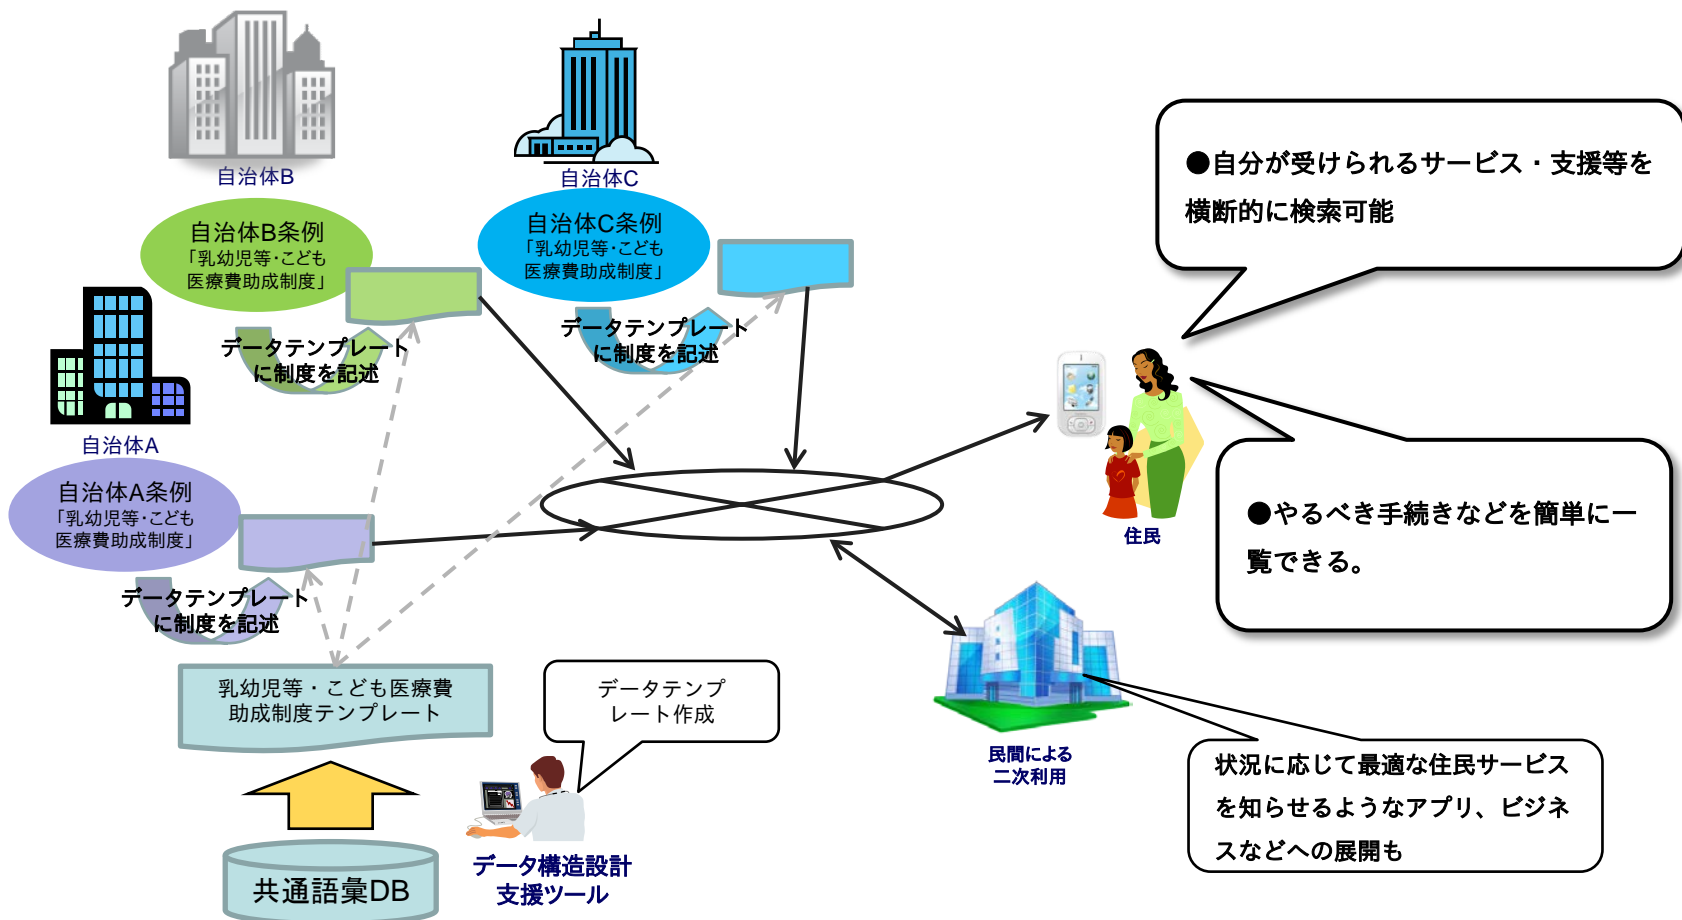 自治体B
自治体B条例
「乳幼児等・こども
医療費助成制度」
データテンプレート
に制度を記述
自治体C
自治体C条例
「乳幼児等・こども
医療費助成制度」
データテンプレート
に制度を記述
自治体A
自治体A条例
「乳幼児等・こども
医療費助成制度」
データテンプレート
に制度を記述
乳幼児等・こども医療費
助成制度テンプレート
共通語彙DB
データテンプ
レート作成
データ構造設計
支援ツール
●自分が受けられるサービス・支援等を
横断的に検索可能
住民
●やるべき手続きなどを簡単に一
覧できる。
民間による
二次利用
状況に応じて最適な住民サービス
を知らせるようなアプリ、ビジネ
スなどへの展開も